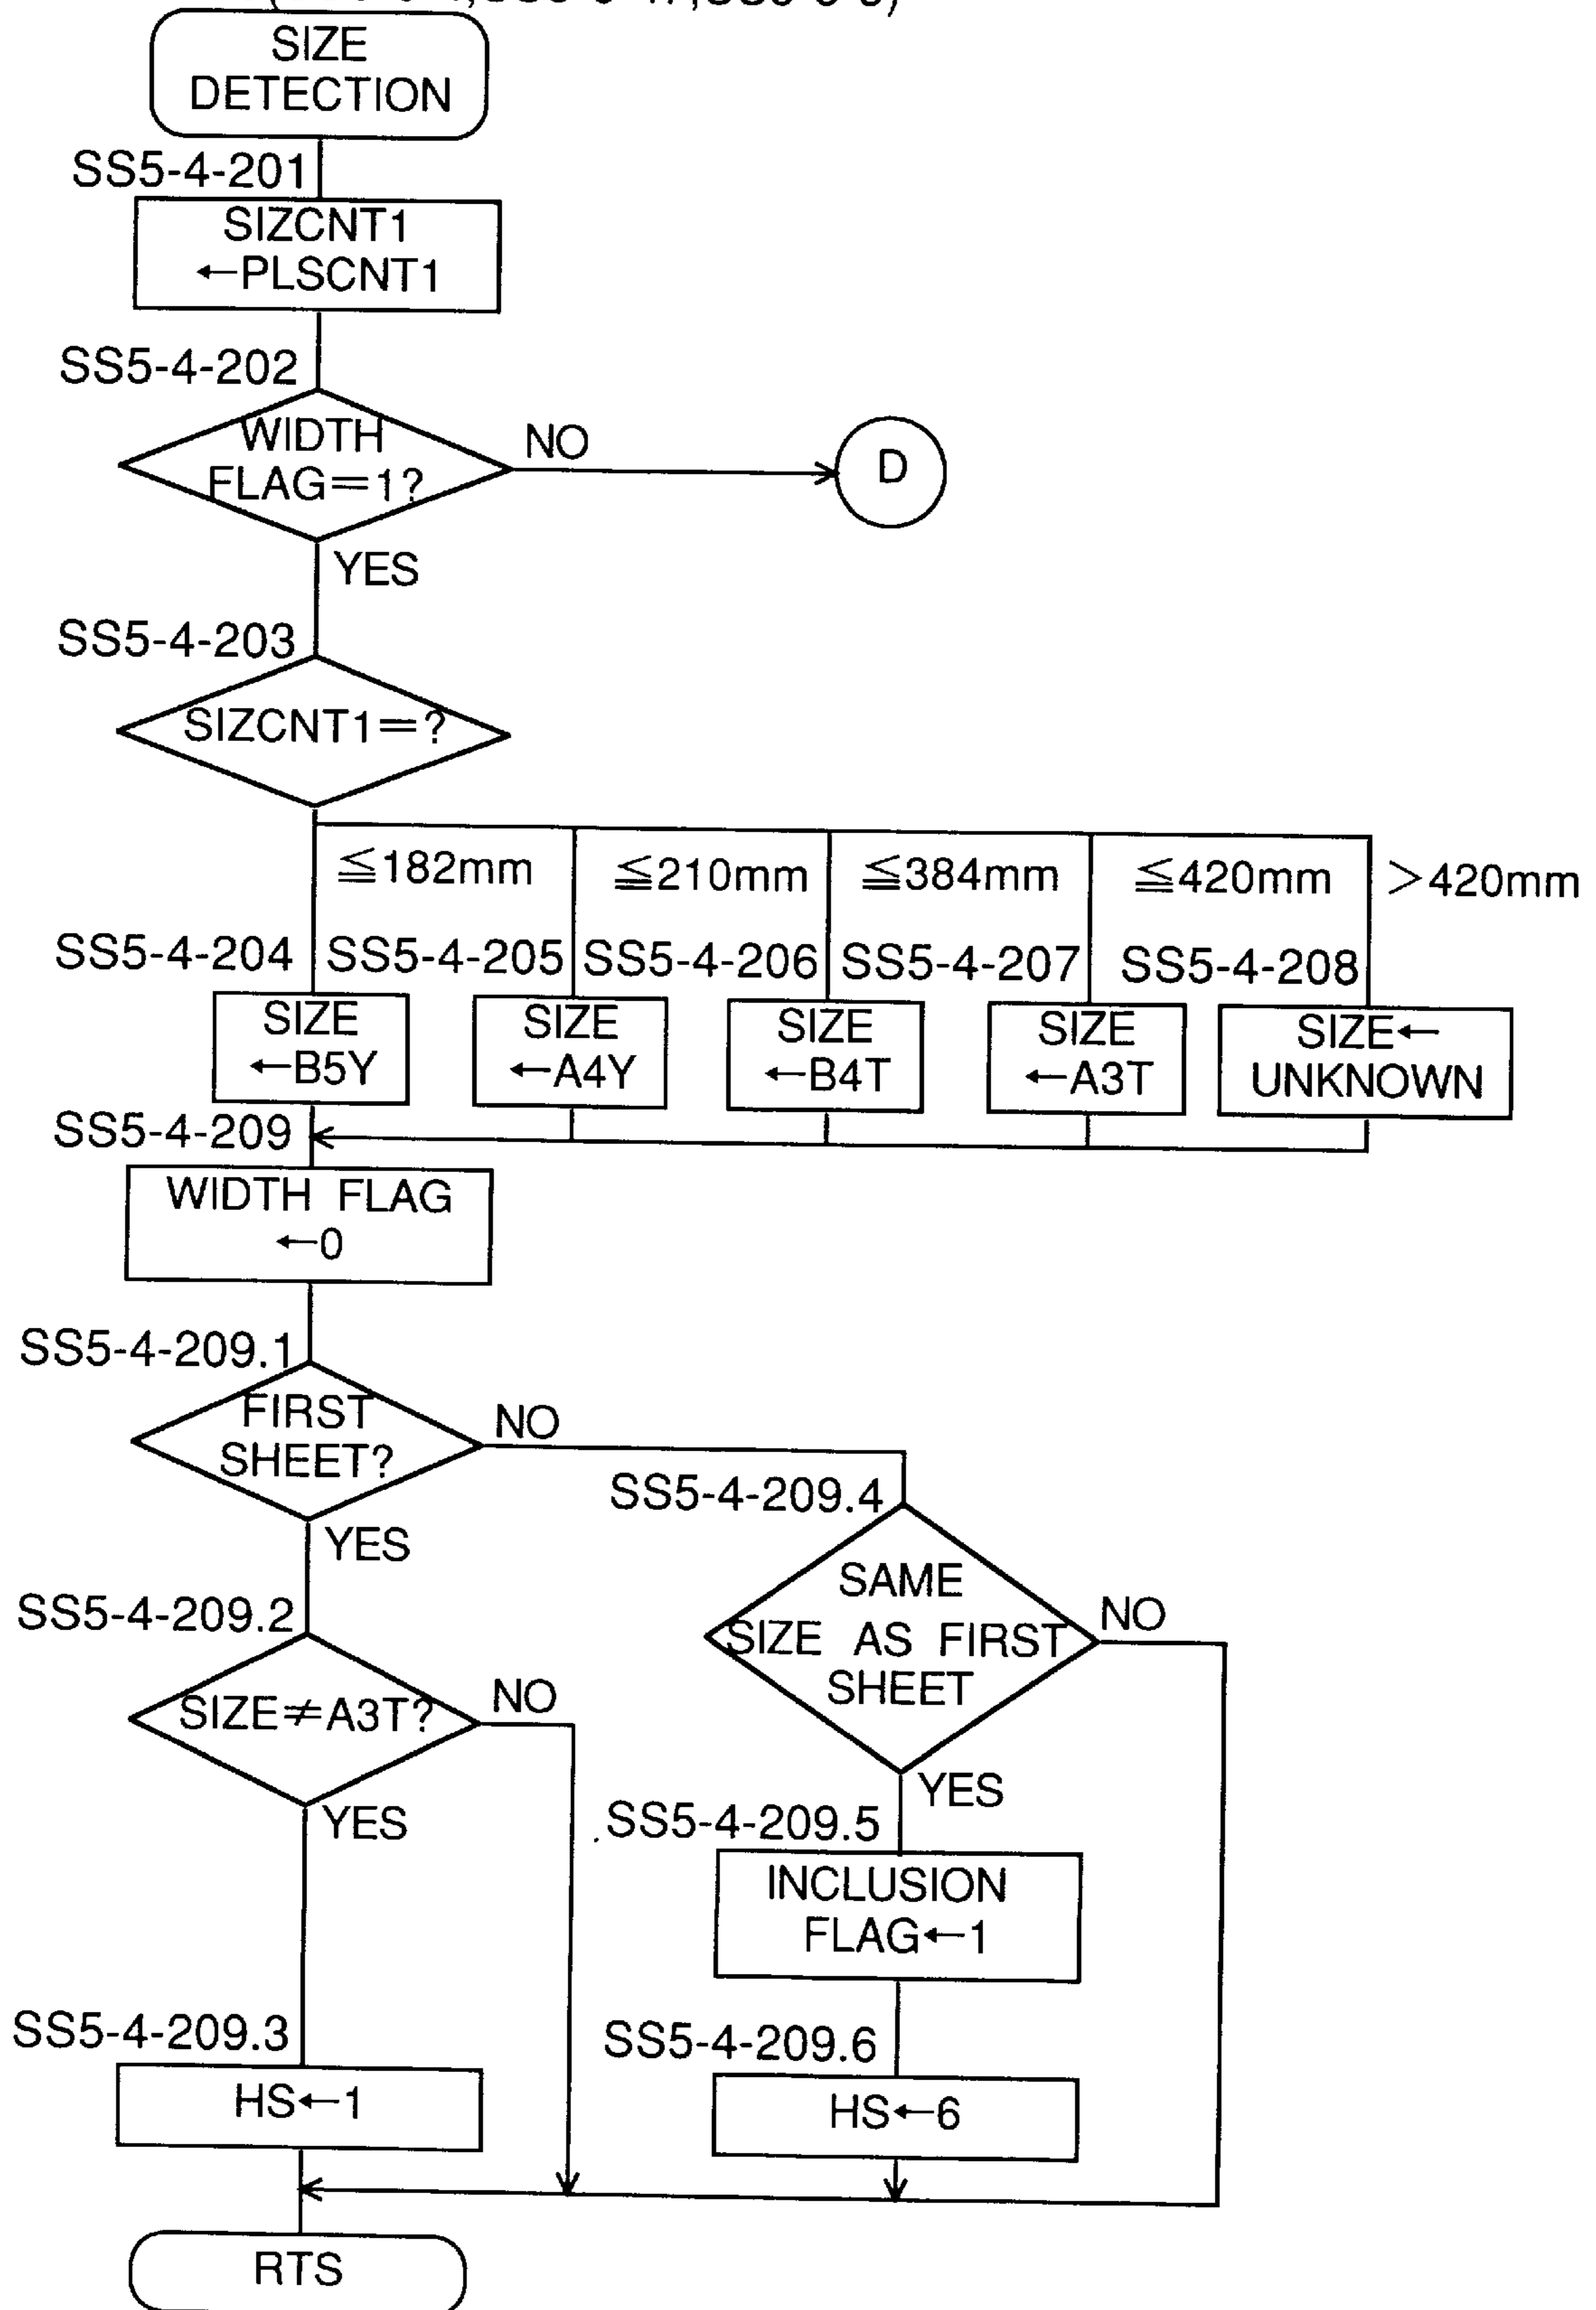 SIZE
DETECTION
SS5-4-201
SIZCNT1
←PLSCNT1
SS5-4-202
WIDTH
FLAG=1?
NO
D
YES
SS5-4-203
SIZCNT1=?
≦182mm
≦210mm
≦384mm
≦420mm
>420mm
SS5-4-204
SS5-4-205
SS5-4-206
SS5-4-207
SS5-4-208
SIZE
←B5Y
SIZE
←A4Y
SIZE
←B4T
SIZE
←A3T
SIZE←
UNKNOWN
SS5-4-209
WIDTH FLAG
←0
SS5-4-209.1
FIRST
SHEET?
NO
YES
SS5-4-209.4
SAME
SIZE AS FIRST
SHEET
NO
YES
SS5-4-209.2
SIZE≠A3T?
NO
YES
SS5-4-209.5
INCLUSION
FLAG←1
SS5-4-209.3
HS←1
SS5-4-209.6
HS←6
RTS